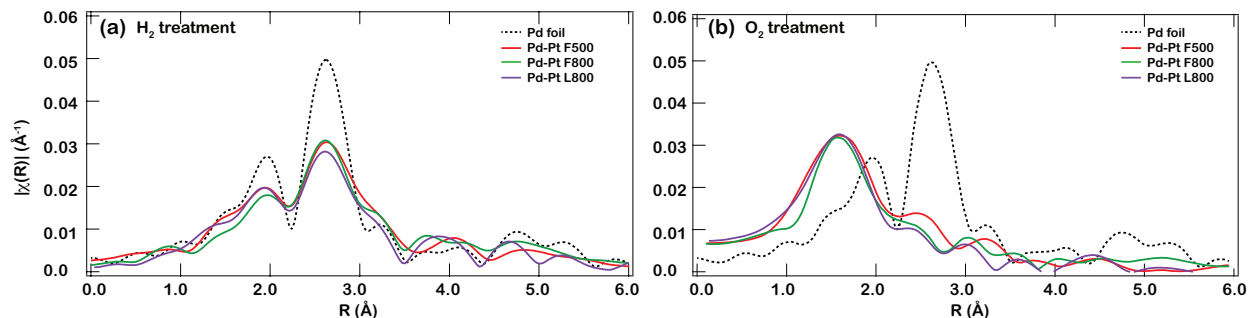 (a) H₂ treatment
Pd foil
Pd-Pt F500
Pd-Pt F800
Pd-Pt L800
0.06
0.05
0.04
0.03
0.02
0.01
0.0
|χ(R)| (Å⁻¹)
0.0 1.0 2.0 3.0 4.0 5.0 6.0
R (Å)
(b) O₂ treatment
Pd foil
Pd-Pt F500
Pd-Pt F800
Pd-Pt L800
0.06
0.05
0.04
0.03
0.02
0.01
0.0
0.0 1.0 2.0 3.0 4.0 5.0 6.0
R (Å)